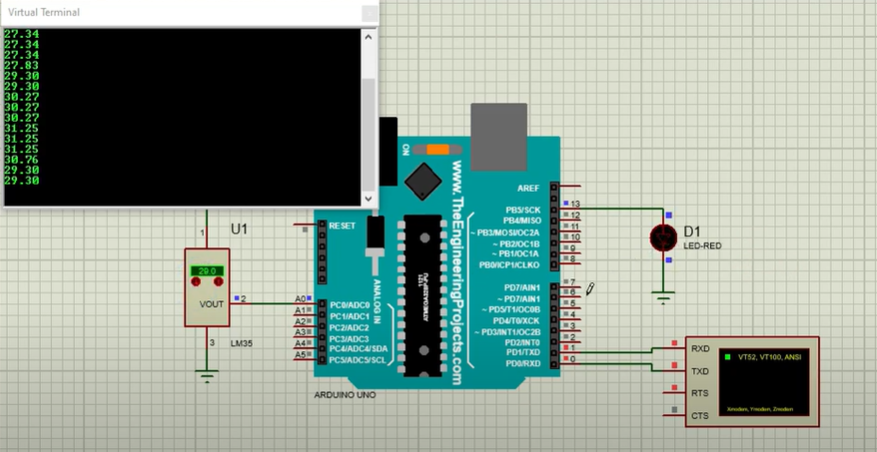 Virtual Terminal
27.34
27.34
27.34
27.83
29.30
29.30
30.27
30.27
30.27
31.25
31.25
31.25
30.76
29.30
29.30
U1
1
29.0
VOUT
2
3
LM35
RESET
A0
A1
A2
A3
A4
A5
PC0/ADC0
PC1/ADC1
PC2/ADC2
PC3/ADC3
PC4/ADC4/SDA
PC5/ADC5/SCL
ANALOG IN
ON
www.TheEngineeringProjects.com
ARDUINO UNO
AREF
PB5/SCK
PB4/MISO
~ PB3/MOSI/OC2A
~ PB2/OC1B
~ PB1/OC1A
PB0/ICP1/CLKO
13
12
11
10
9
8
PD7/AIN1
~ PD7/AIN1
~ PD5/T1/OC0B
PD4/T0/XCK
~ PD3/INT1/OC2B
PD2/INT0
PD1/TXD
PD0/RXD
7
6
5
4
3
2
1
0
D1
LED-RED
RXD
TXD
RTS
CTS
VT52, VT100, ANSI
Xmodem, Ymodem, Zmodem